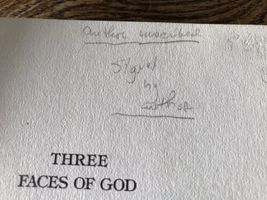 Author inscribed
Signed
by
author
THREE
FACES OF GOD